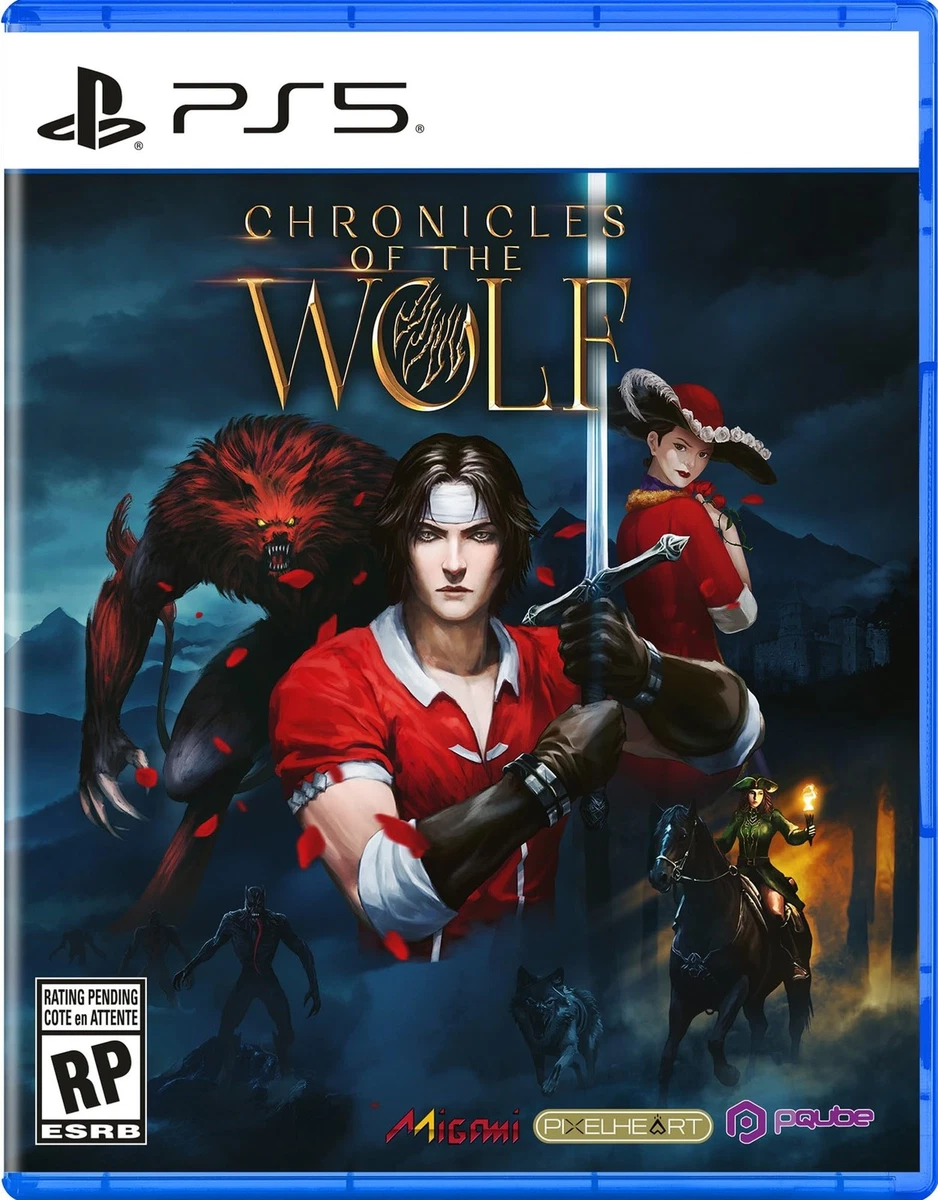 PS5®
CHRONICLES
OF THE
WOLF
RATING PENDING
COTE en ATTENTE
RP
ESRB
Migami
PIXELHEART
PQube